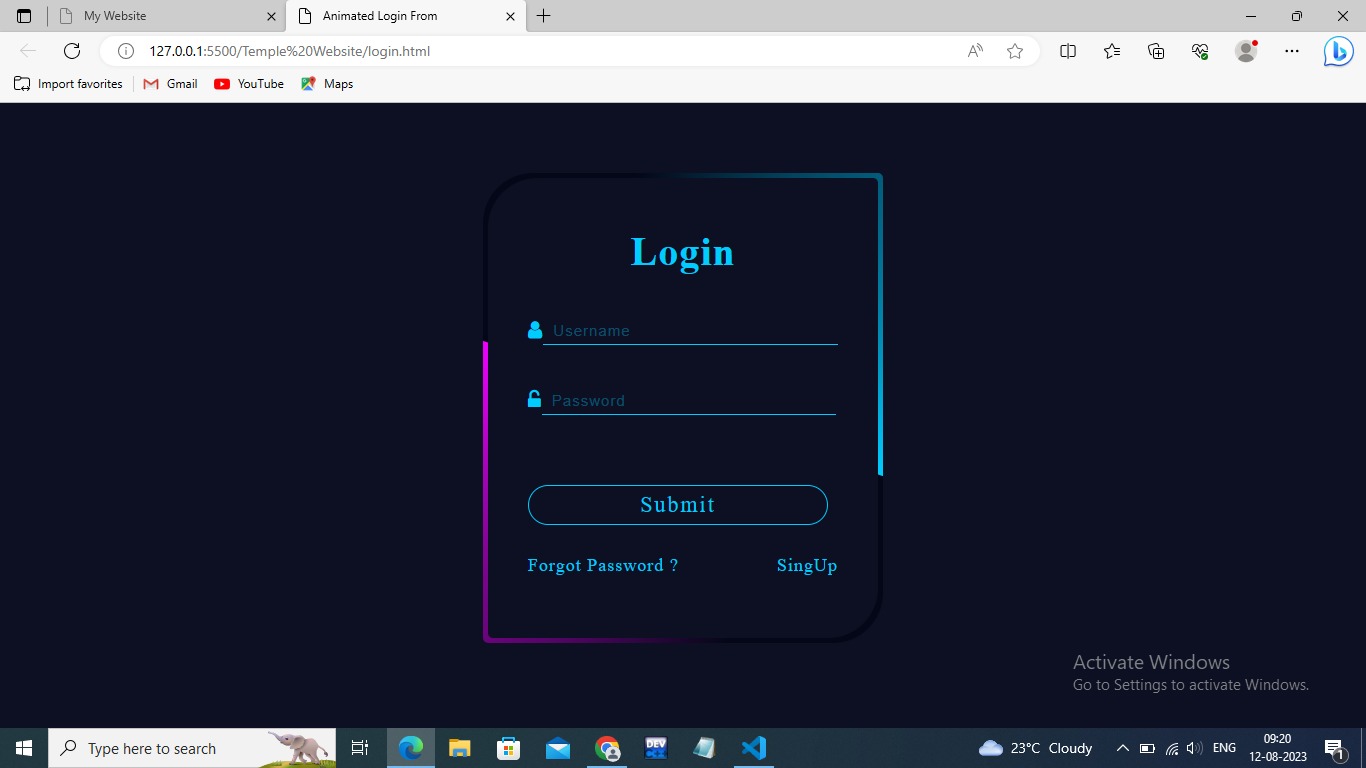 My Website
Animated Login From
127.0.0.1:5500/Temple%20Website/login.html
Import favorites
Gmail
YouTube
Maps
Login
Username
Password
Submit
Forgot Password ?
SingUp
Activate Windows
Go to Settings to activate Windows.
Type here to search
DEV
23°C Cloudy
ENG
09:20
12-08-2023
1